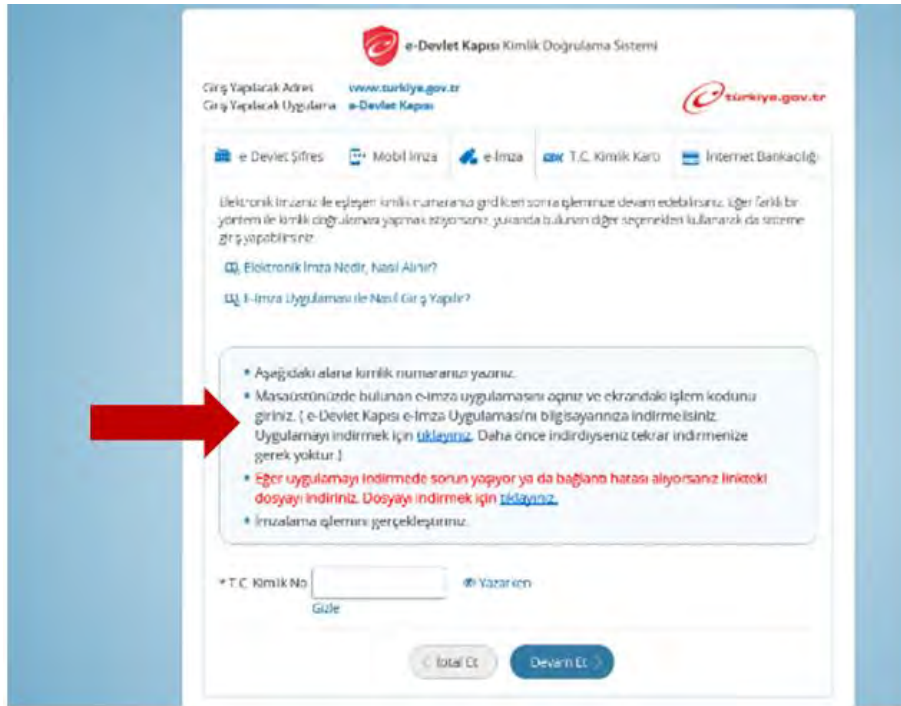 e-Devlet Kapısı Kimlik Doğrulama Sistemi
Giriş Yapılacak Adres www.turkiye.gov.tr
Giriş Yapılacak Uygulama e-Devlet Kapısı
türkiye.gov.tr
e-Devlet Şifresi Mobil İmza e-İmza T.C. Kimlik Kartı İnternet Bankacılığı
Elektronik imzanız ile eşleşen kimlik numaranızı girdikten sonra işleminize devam edebilirsiniz. Eğer farklı bir
yöntem ile kimlik doğrulaması yapmak istiyorsanız, yukarıda bulunan diğer seçenekleri kullanarak da sisteme
giriş yapabilirsiniz.
Elektronik İmza Nedir, Nasıl Alınır?
E-İmza Uygulaması ile Nasıl Giriş Yapılır?
Aşağıdaki alana kimlik numaranızı yazınız.
Masaüstünüzde bulunan e-imza uygulamasını açınız ve ekrandaki işlem kodunu
giriniz. ( e-Devlet Kapısı e-İmza Uygulaması'nı bilgisayarınıza indirmelisiniz.
Uygulamayı indirmek için tıklayınız. Daha önce indirdiyseniz tekrar indirmenize
gerek yoktur.)
Eğer uygulamayı indirmede sorun yaşıyor ya da bağlantı hatası alıyorsanız linkteki
dosyayı indiriniz. Dosyayı indirmek için tıklayınız.
İmzalama işlemini gerçekleştiriniz.
* T.C. Kimlik No Yazarken
Gizle
İptal Et Devam Et